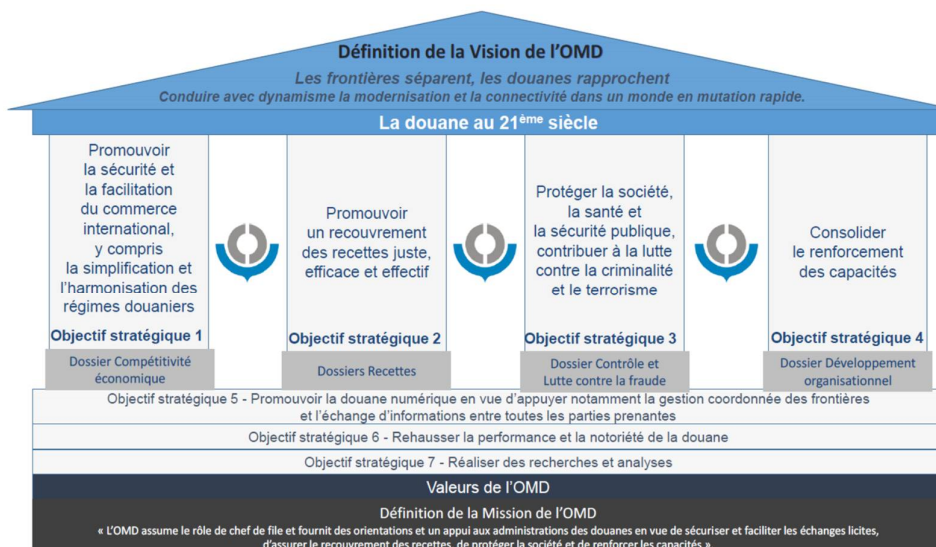 Définition de la Vision de l'OMD
Les frontières séparent, les douanes rapprochent
Conduire avec dynamisme la modernisation et la connectivité dans un monde en mutation rapide.
La douane au 21ème siècle
Promouvoir
la sécurité et
la facilitation
du commerce
international,
y compris
la simplification et
l'harmonisation des
régimes douaniers
Objectif stratégique 1
Dossier Compétitivité
économique
Promouvoir
un recouvrement
des recettes juste,
efficace et effectif
Objectif stratégique 2
Dossiers Recettes
Protéger la société,
la santé et
la sécurité publique,
contribuer à la lutte
contre la criminalité
et le terrorisme
Objectif stratégique 3
Dossier Contrôle et
Lutte contre la fraude
Consolider
le renforcement
des capacités
Objectif stratégique 4
Dossier Développement
organisationnel
Objectif stratégique 5 - Promouvoir la douane numérique en vue d'appuyer notamment la gestion coordonnée des frontières
et l'échange d'informations entre toutes les parties prenantes
Objectif stratégique 6 - Rehausser la performance et la notoriété de la douane
Objectif stratégique 7 - Réaliser des recherches et analyses
Valeurs de l'OMD
Définition de la Mission de l'OMD
« L'OMD assume le rôle de chef de file et fournit des orientations et un appui aux administrations des douanes en vue de sécuriser et faciliter les échanges licites,
d'assurer le recouvrement des recettes, de protéger la société et de renforcer les capacités »